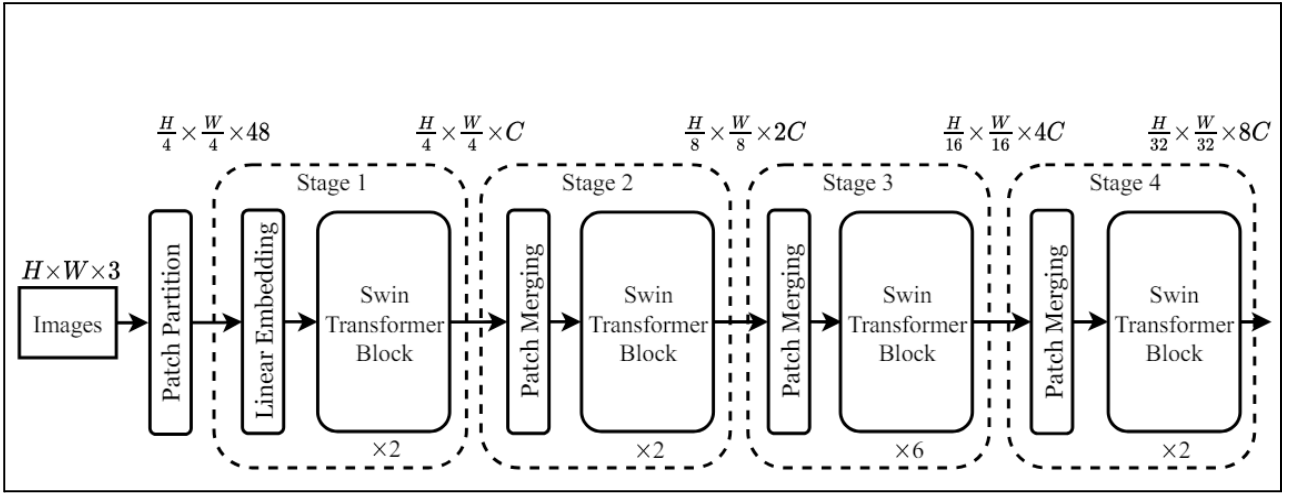 H/4 × W/4 × 48
H/4 × W/4 × C
H/8 × W/8 × 2C
H/16 × W/16 × 4C
H/32 × W/32 × 8C
Stage 1
Stage 2
Stage 3
Stage 4
H×W×3
Images
Patch Partition
Linear Embedding
Swin
Transformer
Block
×2
Patch Merging
Swin
Transformer
Block
×2
Patch Merging
Swin
Transformer
Block
×6
Patch Merging
Swin
Transformer
Block
×2